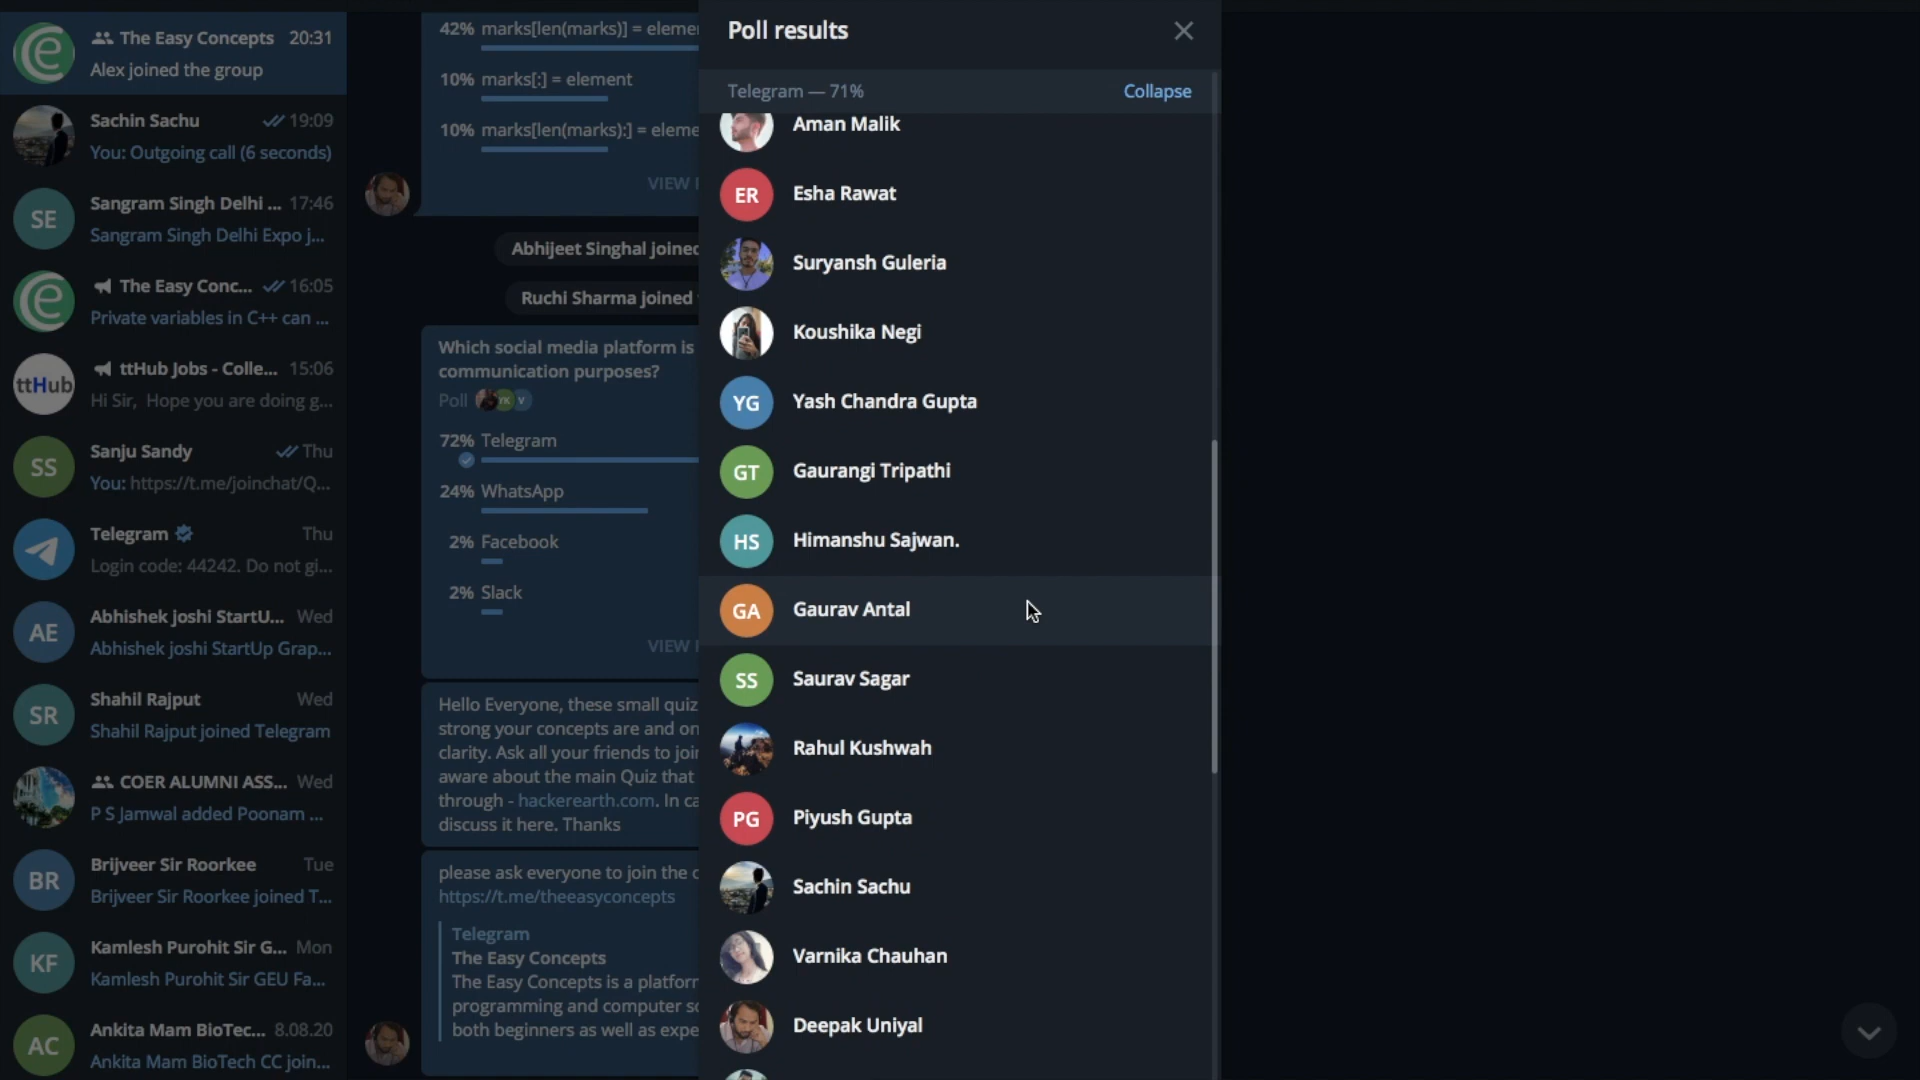 The Easy Concepts 20:31
Alex joined the group
Sachin Sachu 19:09
You: Outgoing call (6 seconds)
SE
Sangram Singh Delhi ... 17:46
Sangram Singh Delhi Expo j...
The Easy Conc... 16:05
Private variables in C++ can ...
ttHub
ttHub Jobs - Colle... 15:06
Hi Sir, Hope you are doing g...
SS
Sanju Sandy Thu
You: https://t.me/joinchat/Q...
Telegram Thu
Login code: 44242. Do not gi...
AE
Abhishek joshi StartU... Wed
Abhishek joshi StartUp Grap...
SR
Shahil Rajput Wed
Shahil Rajput joined Telegram
COER ALUMNI ASS... Wed
P S Jamwal added Poonam ...
BR
Brijveer Sir Roorkee Tue
Brijveer Sir Roorkee joined T...
KF
Kamlesh Purohit Sir G... Mon
Kamlesh Purohit Sir GEU Fa...
AC
Ankita Mam BioTec... 8.08.20
Ankita Mam BioTech CC join...
42% marks[len(marks)] = eleme
10% marks[:] = element
10% marks[len(marks):] = eleme
VIEW
Abhijeet Singhal joined
Ruchi Sharma joined
Which social media platform is
communication purposes?
Poll YK V
72% Telegram
24% WhatsApp
2% Facebook
2% Slack
VIEW
Hello Everyone, these small quiz
strong your concepts are and on
clarity. Ask all your friends to joi
aware about the main Quiz that
through - hackerearth.com. In ca
discuss it here. Thanks
please ask everyone to join the
https://t.me/theeasyconcepts
Telegram
The Easy Concepts
The Easy Concepts is a platforr
programming and computer sc
both beginners as well as expe
Poll results
Telegram — 71% Collapse
Aman Malik
ER Esha Rawat
Suryansh Guleria
Koushika Negi
YG Yash Chandra Gupta
GT Gaurangi Tripathi
HS Himanshu Sajwan.
GA Gaurav Antal
SS Saurav Sagar
Rahul Kushwah
PG Piyush Gupta
Sachin Sachu
Varnika Chauhan
Deepak Uniyal